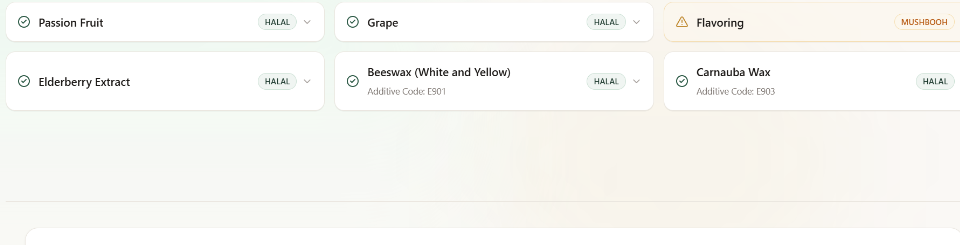 Passion Fruit HALAL
Grape HALAL
Flavoring MUSHBOOH
Elderberry Extract HALAL
Beeswax (White and Yellow) HALAL
Additive Code: E901
Carnauba Wax HALAL
Additive Code: E903